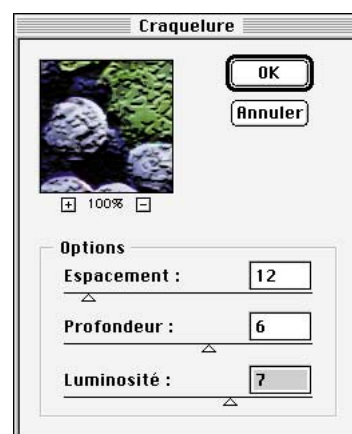 Craquelure
OK
Annuler
+ 100% -
Options
Espacement : 12
Profondeur : 6
Luminosité : 7